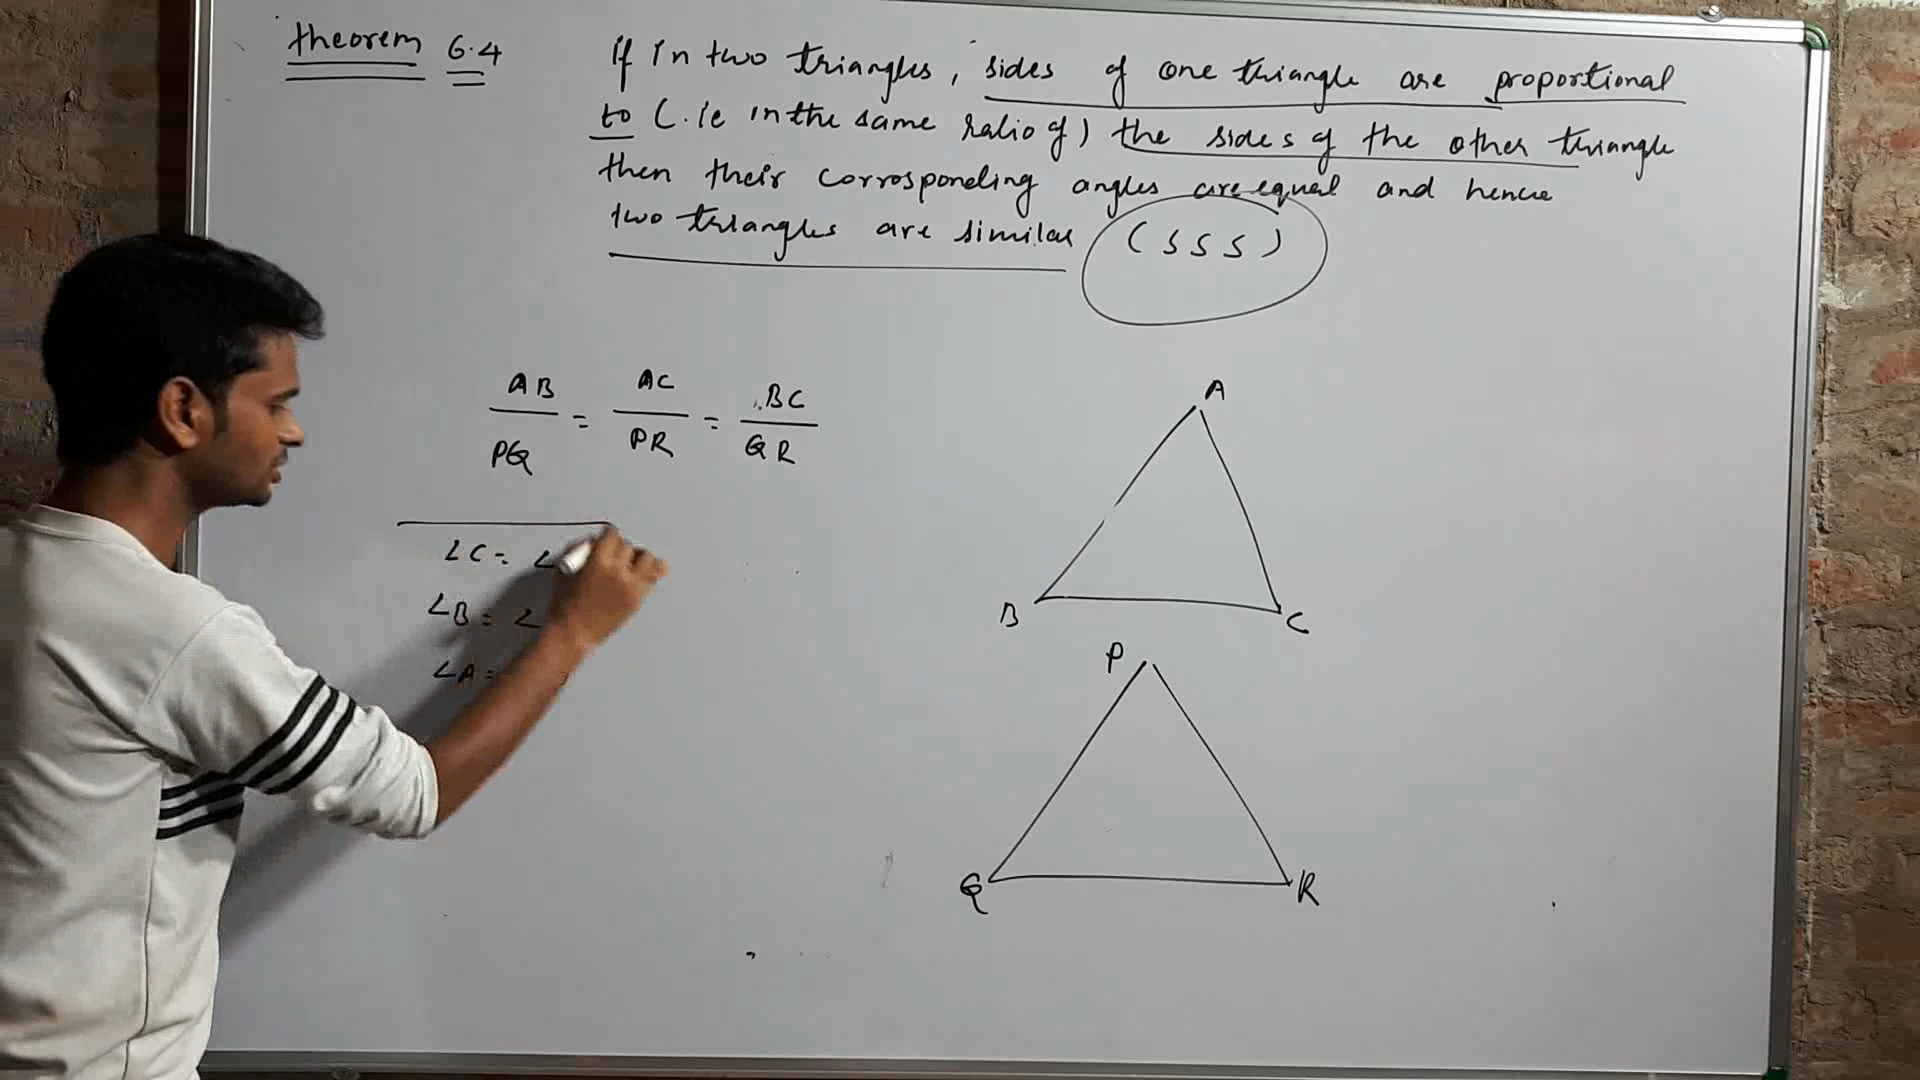 theorem 6.4
If in two triangles, sides of one triangle are proportional
to (.ie in the same ratio of) the sides of the other triangle
then their corrosponding angles are equal and hence
two triangles are similar (SSS)
AB/PQ = AC/PR = BC/QR
∠C = ∠
∠B = ∠
∠A =
A
B
C
P
Q
R